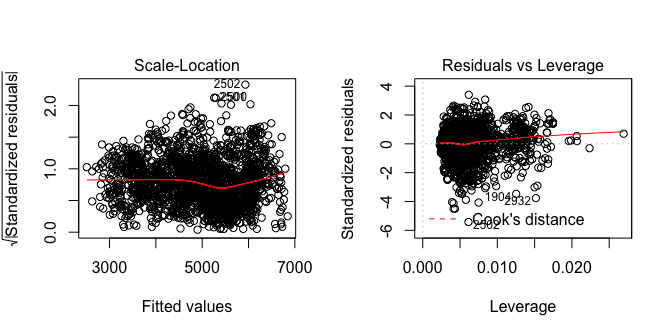 Scale-Location
√|Standardized residuals|
2.0
1.0
0.0
2502
2501
3000 5000 7000
Fitted values
Residuals vs Leverage
Standardized residuals
4
2
0
-2
-4
-6
1904
2932
Cook's distance
2502
0.000 0.010 0.020
Leverage